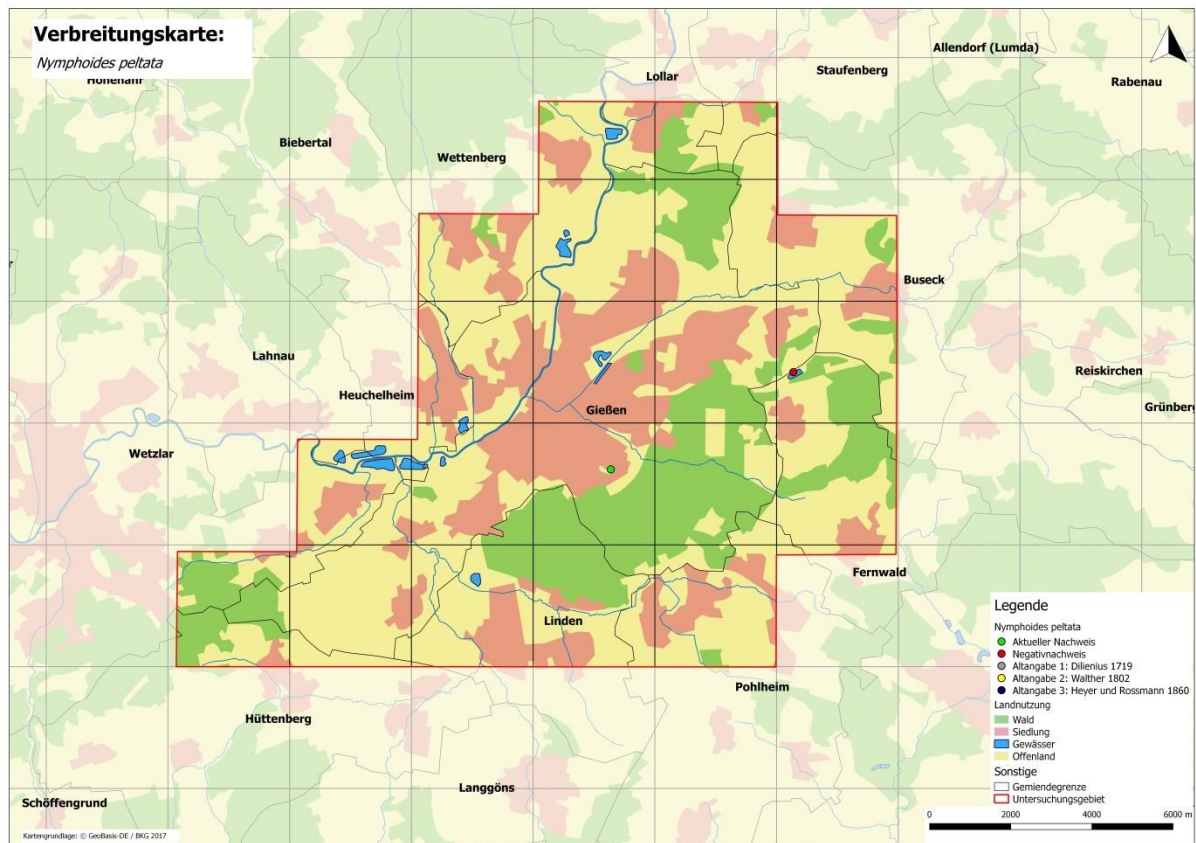 Verbreitungskarte:
Nymphoides peltata
Hohenahr
Lollar
Allendorf (Lumda)
Staufenberg
Rabenau
Biebertal
Wettenberg
Buseck
Lahnau
Heuchelheim
Reiskirchen
Gießen
Grünberg
Wetzlar
Fernwald
Linden
Pohlheim
Hüttenberg
Langgöns
Schöffengrund
Legende
Nymphoides peltata
Aktueller Nachweis
Negativnachweis
Altangabe 1: Dilienius 1719
Altangabe 2: Walther 1802
Altangabe 3: Heyer und Rossmann 1860
Landnutzung
Wald
Siedlung
Gewässer
Offenland
Sonstige
Gemiendegrenze
Untersuchungsgebiet
0 2000 4000 6000 m
Kartengrundlage: © GeoBasis-DE / BKG 2017